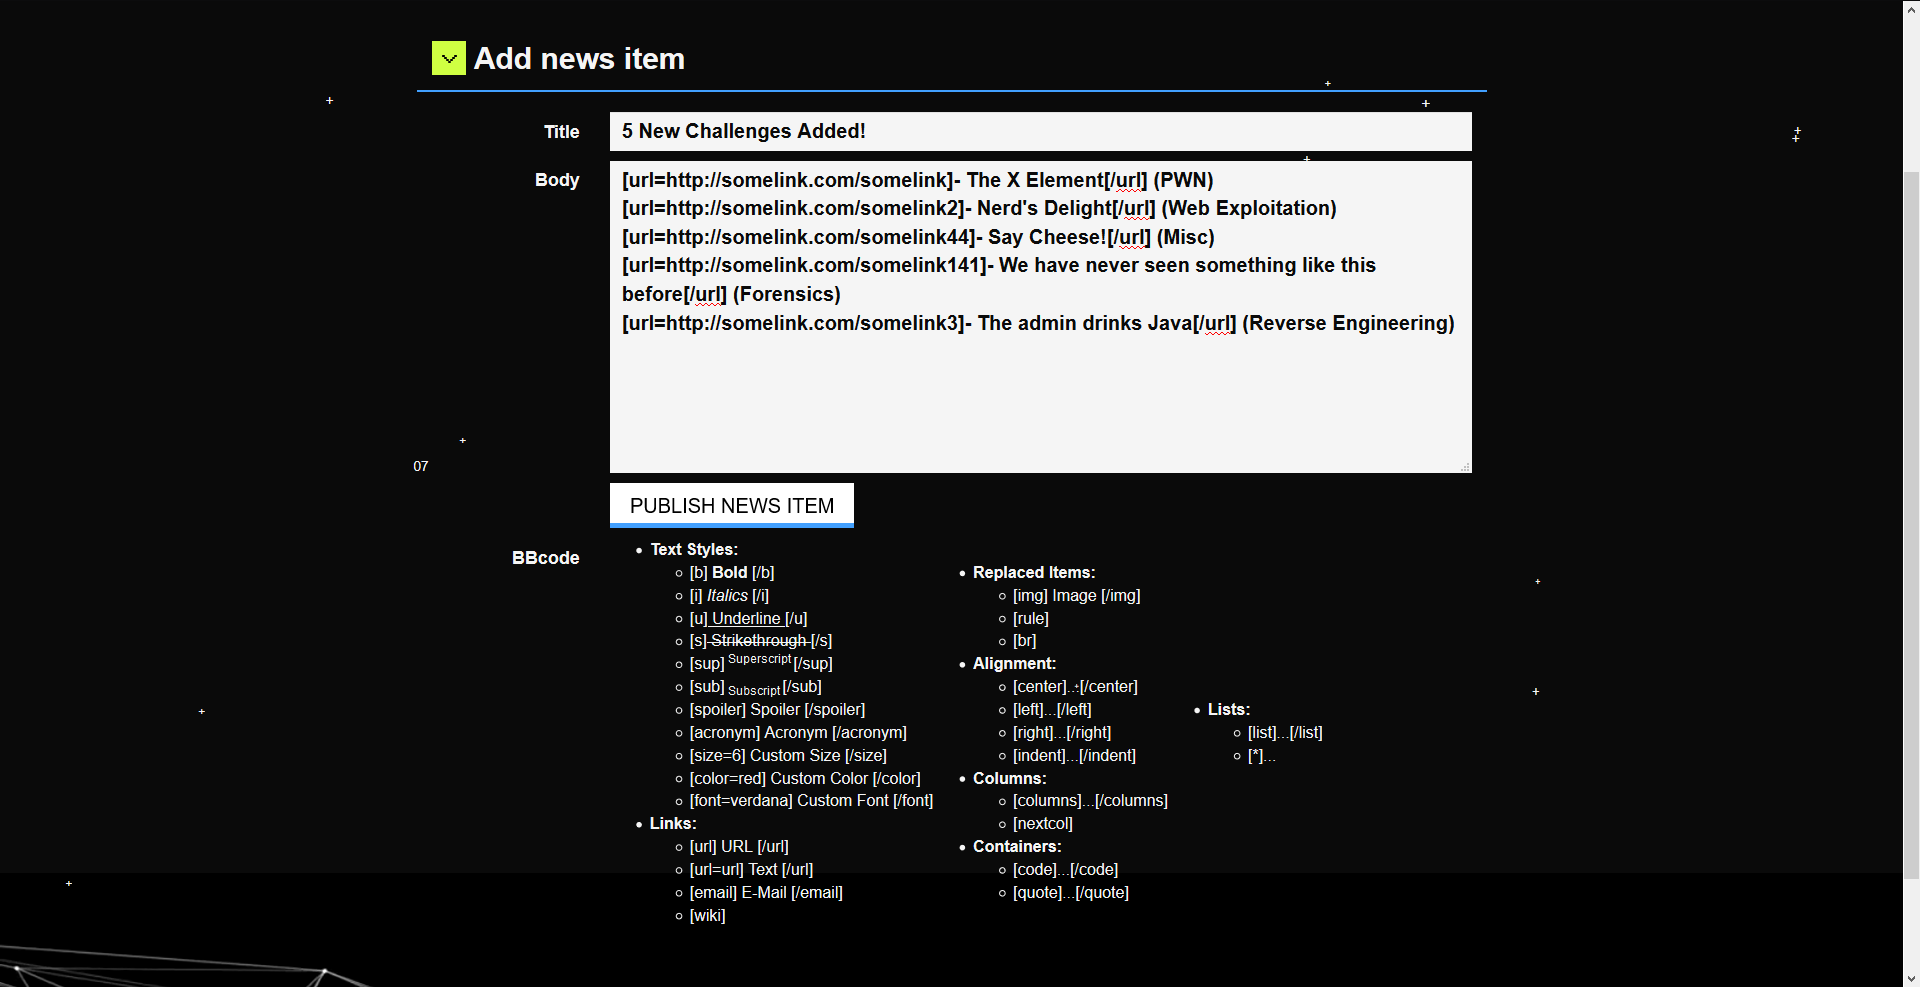 Add news item
Title
5 New Challenges Added!
Body
[url=http://somelink.com/somelink]- The X Element[/url] (PWN)
[url=http://somelink.com/somelink2]- Nerd's Delight[/url] (Web Exploitation)
[url=http://somelink.com/somelink44]- Say Cheese![/url] (Misc)
[url=http://somelink.com/somelink141]- We have never seen something like this
before[/url] (Forensics)
[url=http://somelink.com/somelink3]- The admin drinks Java[/url] (Reverse Engineering)
07
PUBLISH NEWS ITEM
BBcode
Text Styles:
[b] Bold [/b]
[i] Italics [/i]
[u] Underline [/u]
[s] Strikethrough [/s]
[sup] Superscript [/sup]
[sub] Subscript [/sub]
[spoiler] Spoiler [/spoiler]
[acronym] Acronym [/acronym]
[size=6] Custom Size [/size]
[color=red] Custom Color [/color]
[font=verdana] Custom Font [/font]
Links:
[url] URL [/url]
[url=url] Text [/url]
[email] E-Mail [/email]
[wiki]
Replaced Items:
[img] Image [/img]
[rule]
[br]
Alignment:
[center]...[/center]
[left]...[/left]
[right]...[/right]
[indent]...[/indent]
Columns:
[columns]...[/columns]
[nextcol]
Containers:
[code]...[/code]
[quote]...[/quote]
Lists:
[list]...[/list]
[*]...